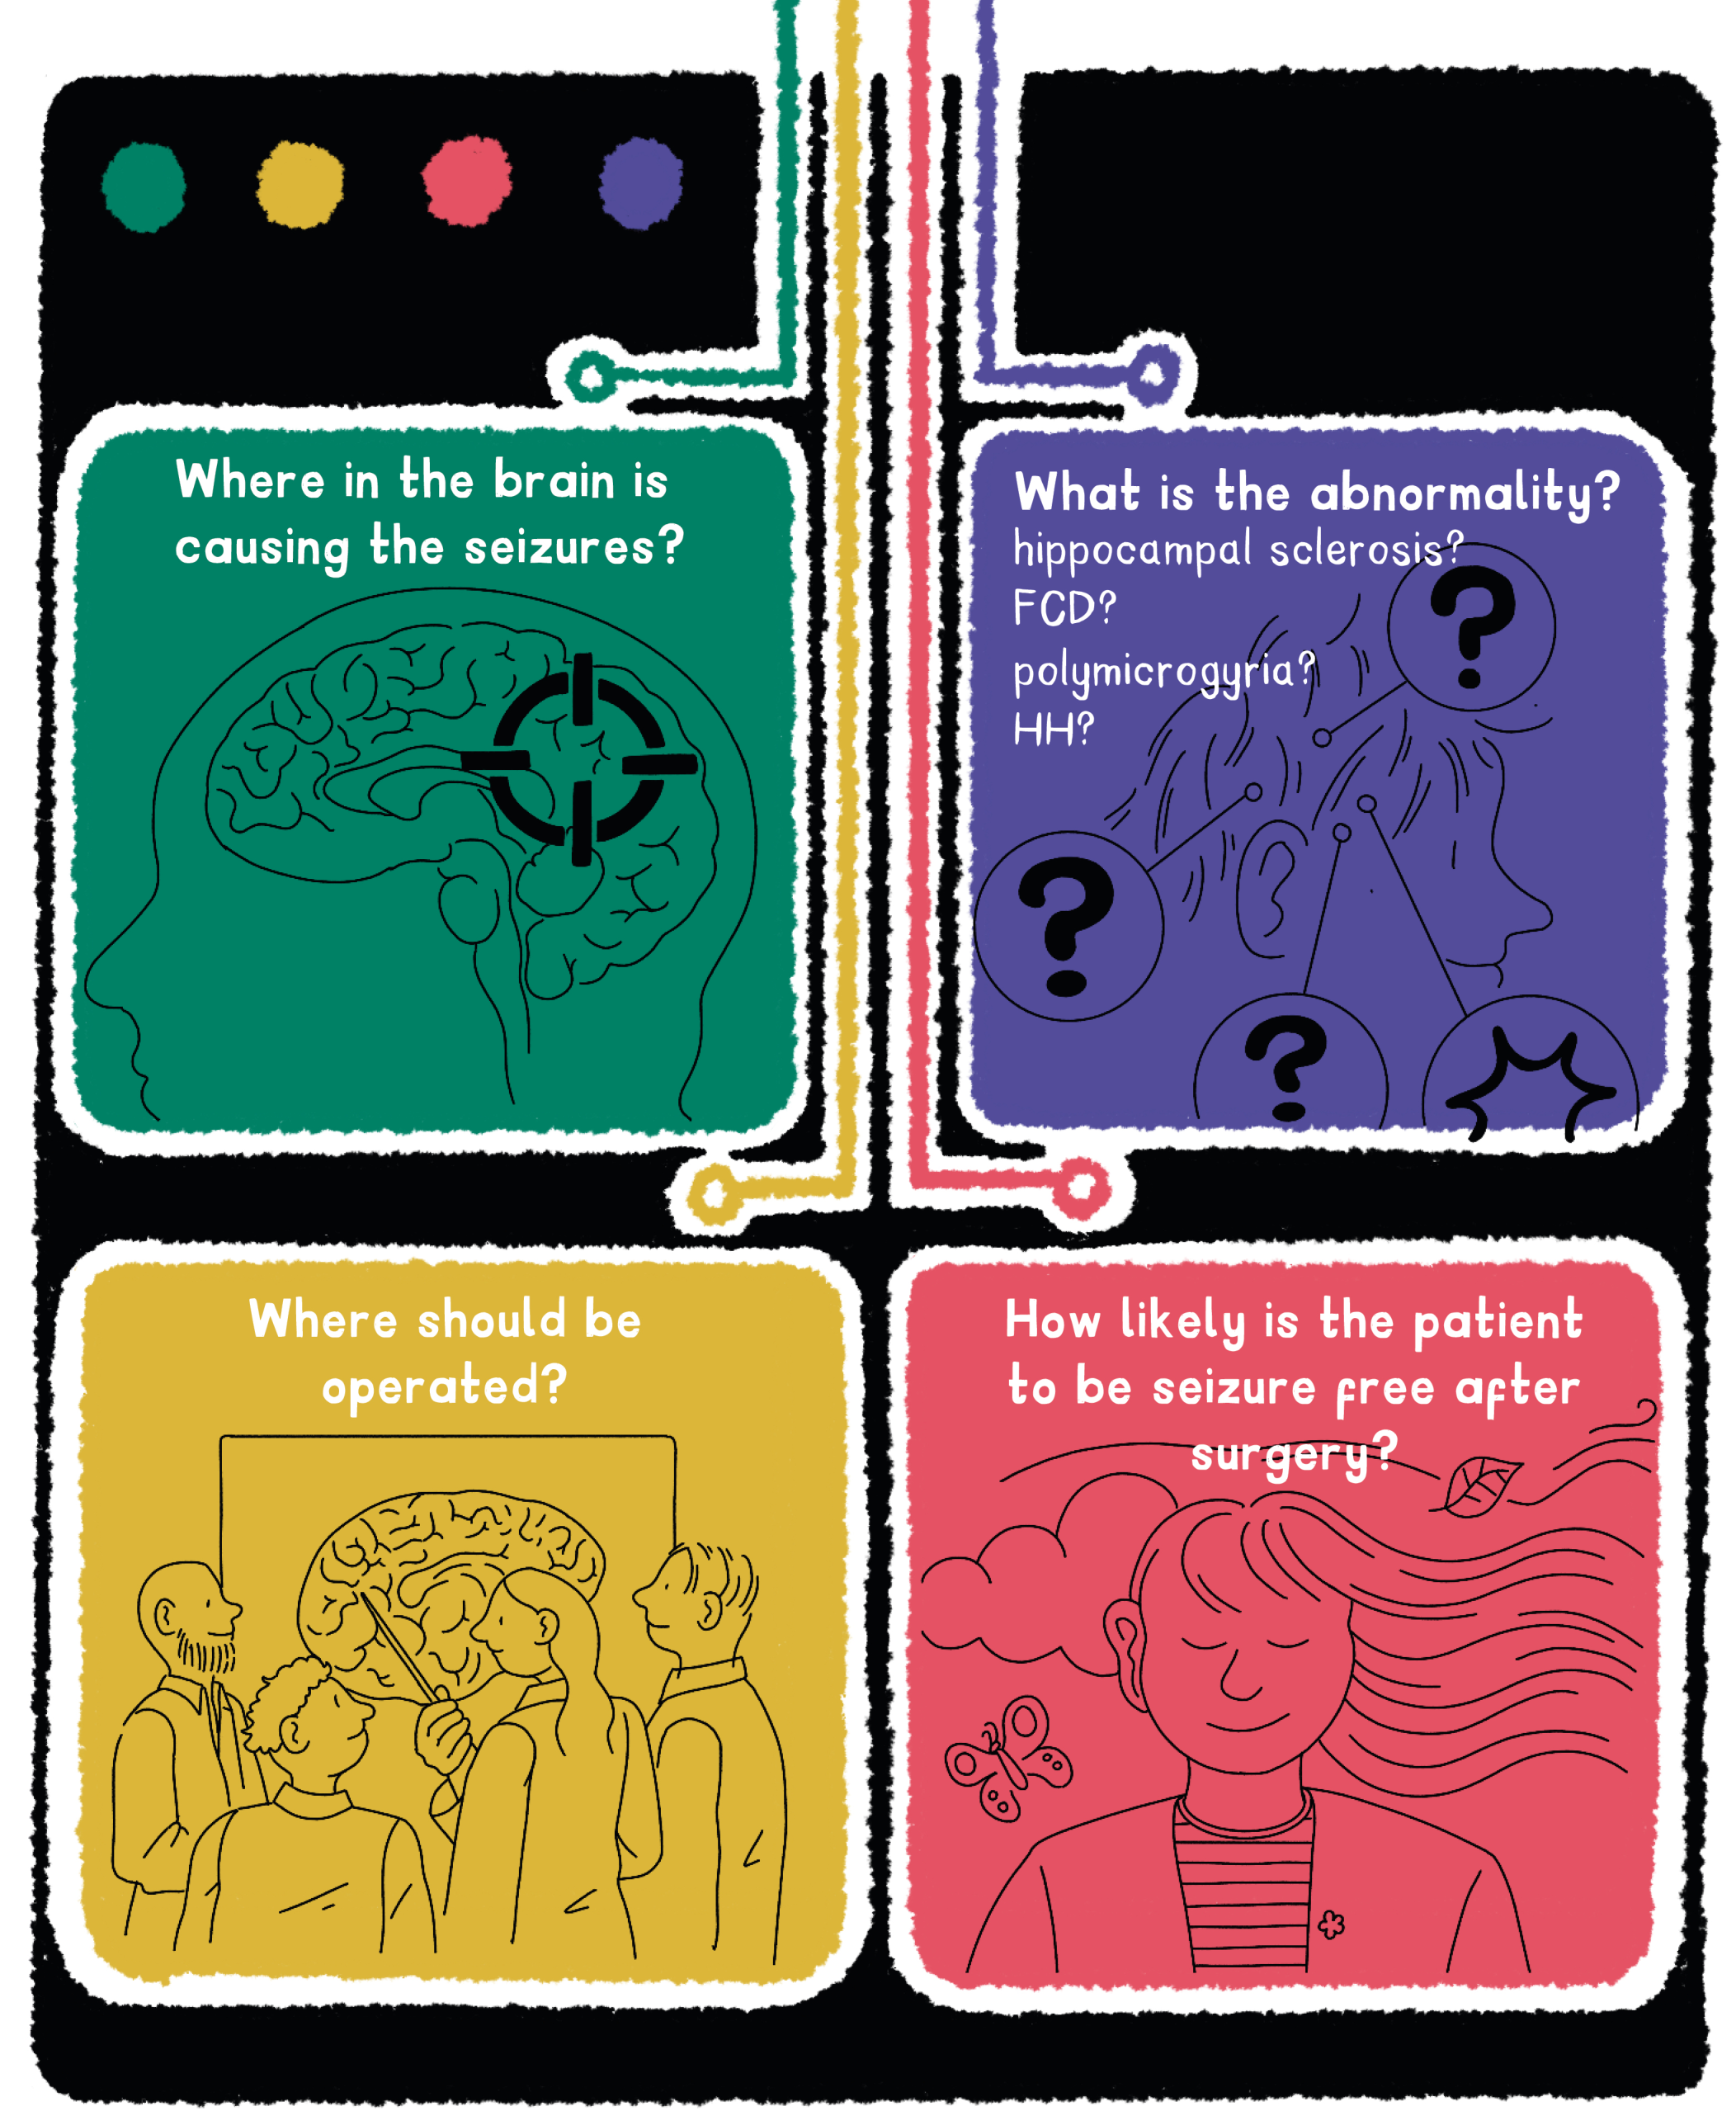 Where in the brain is
causing the seizures?
What is the abnormality?
hippocampal sclerosis?
FCD?
polymicrogyria?
HH?
Where should be
operated?
How likely is the patient
to be seizure free after
surgery?